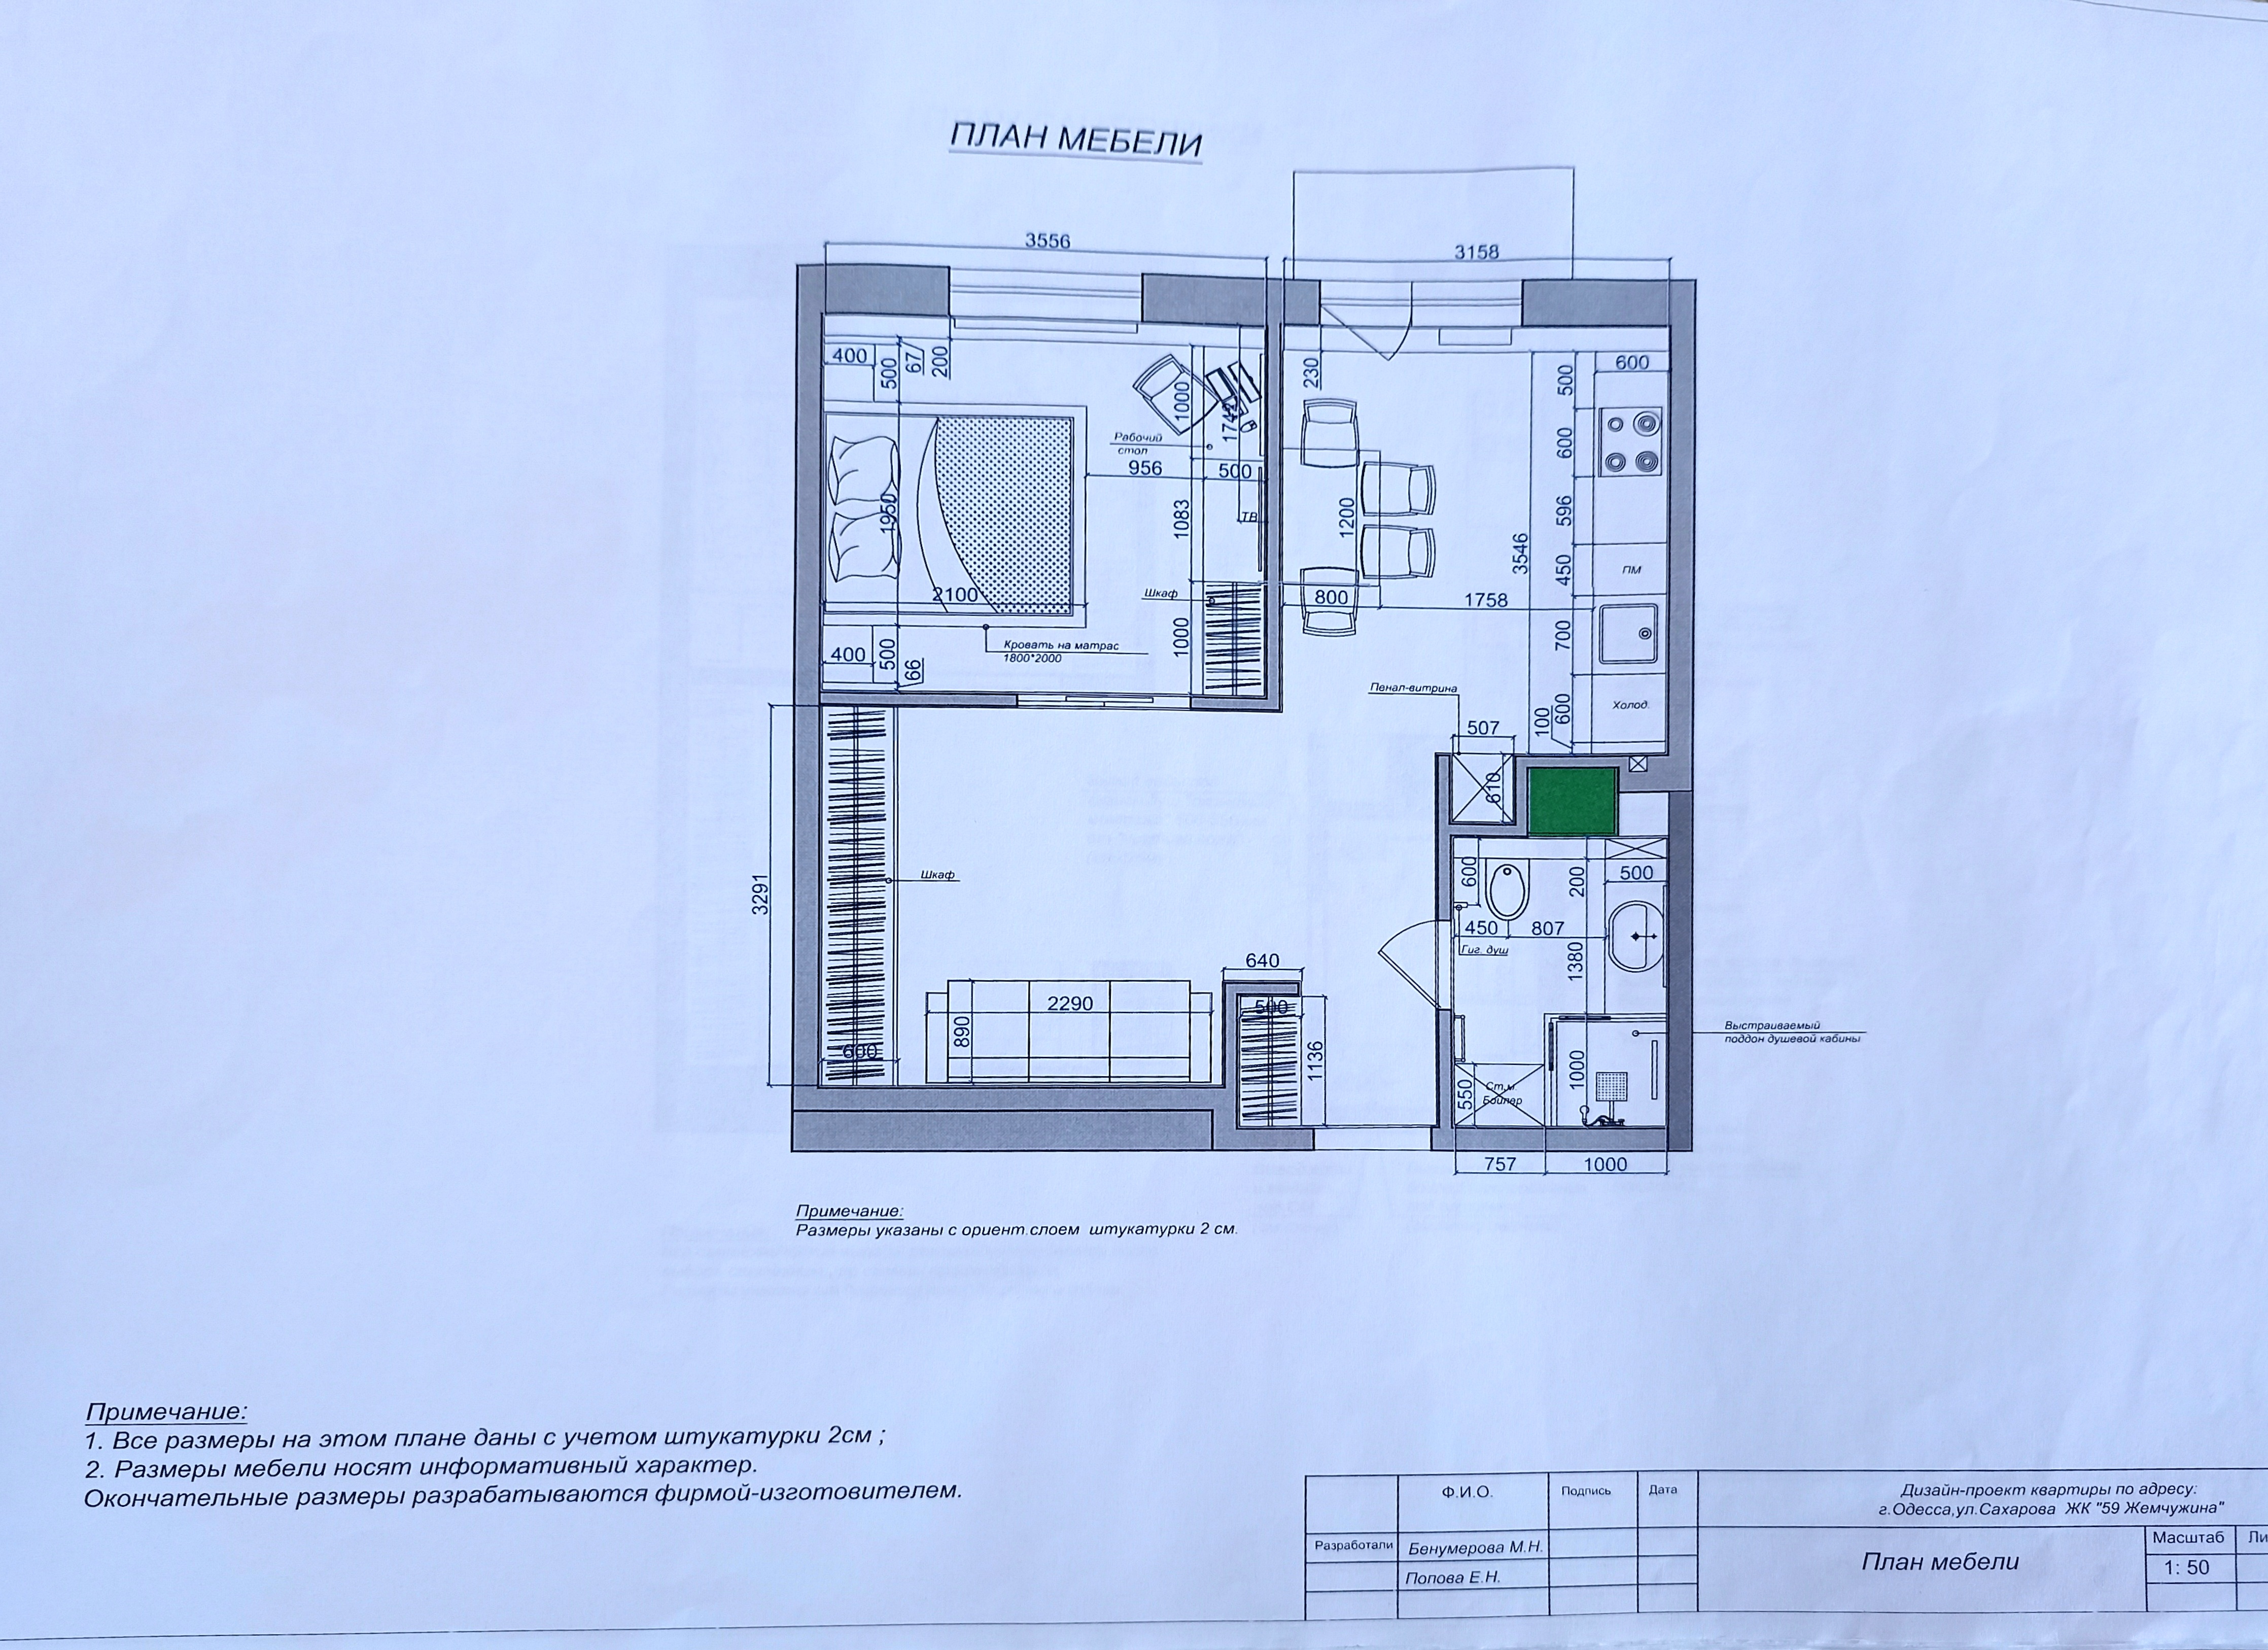 ПЛАН МЕБЕЛИ
3556
3158
400
500
67
200
1000
1742
230
500
600
Рабочий
стол
956
500
600
1950
1083
ТВ
1200
596
3546
450
ПМ
2100
Шкаф
800
1758
400
500
66
Кровать на матрас
1800*2000
1000
700
Пенал-витрина
507
100
600
Холод.
610
3291
Шкаф
600
200
500
450
807
Гиг. душ
1380
640
500
2290
890
600
1136
Выстраиваемый
поддон душевой кабины
1000
550
Ст.м.
Бойлер
757
1000
Примечание:
Размеры указаны с ориент.слоем штукатурки 2 см.
Примечание:
1. Все размеры на этом плане даны с учетом штукатурки 2см ;
2. Размеры мебели носят информативный характер.
Окончательные размеры разрабатываются фирмой-изготовителем.
Ф.И.О.
Подпись
Дата
Дизайн-проект квартиры по адресу:
г.Одесса,ул.Сахарова ЖК "59 Жемчужина"
Разработали
Бенумерова М.Н.
Попова Е.Н.
План мебели
Масштаб
1: 50